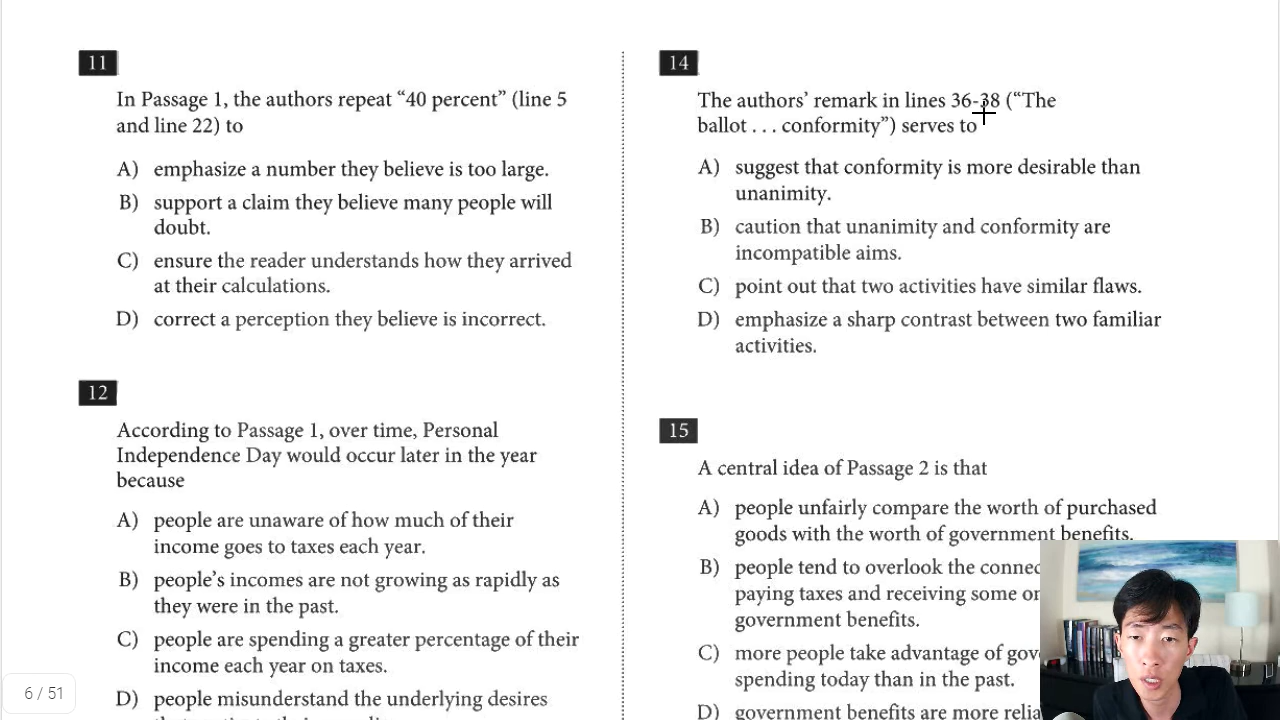 11
In Passage 1, the authors repeat “40 percent” (line 5
and line 22) to
A) emphasize a number they believe is too large.
B) support a claim they believe many people will
doubt.
C) ensure the reader understands how they arrived
at their calculations.
D) correct a perception they believe is incorrect.
12
According to Passage 1, over time, Personal
Independence Day would occur later in the year
because
A) people are unaware of how much of their
income goes to taxes each year.
B) people’s incomes are not growing as rapidly as
they were in the past.
C) people are spending a greater percentage of their
income each year on taxes.
D) people misunderstand the underlying desires
14
The authors’ remark in lines 36-38 (“The
ballot . . . conformity”) serves to
A) suggest that conformity is more desirable than
unanimity.
B) caution that unanimity and conformity are
incompatible aims.
C) point out that two activities have similar flaws.
D) emphasize a sharp contrast between two familiar
activities.
15
A central idea of Passage 2 is that
A) people unfairly compare the worth of purchased
goods with the worth of government benefits.
B) people tend to overlook the
paying taxes and receiving some
government benefits.
C) more people take advantage of
spending today than in the past.
D) government benefits are more
6 / 51